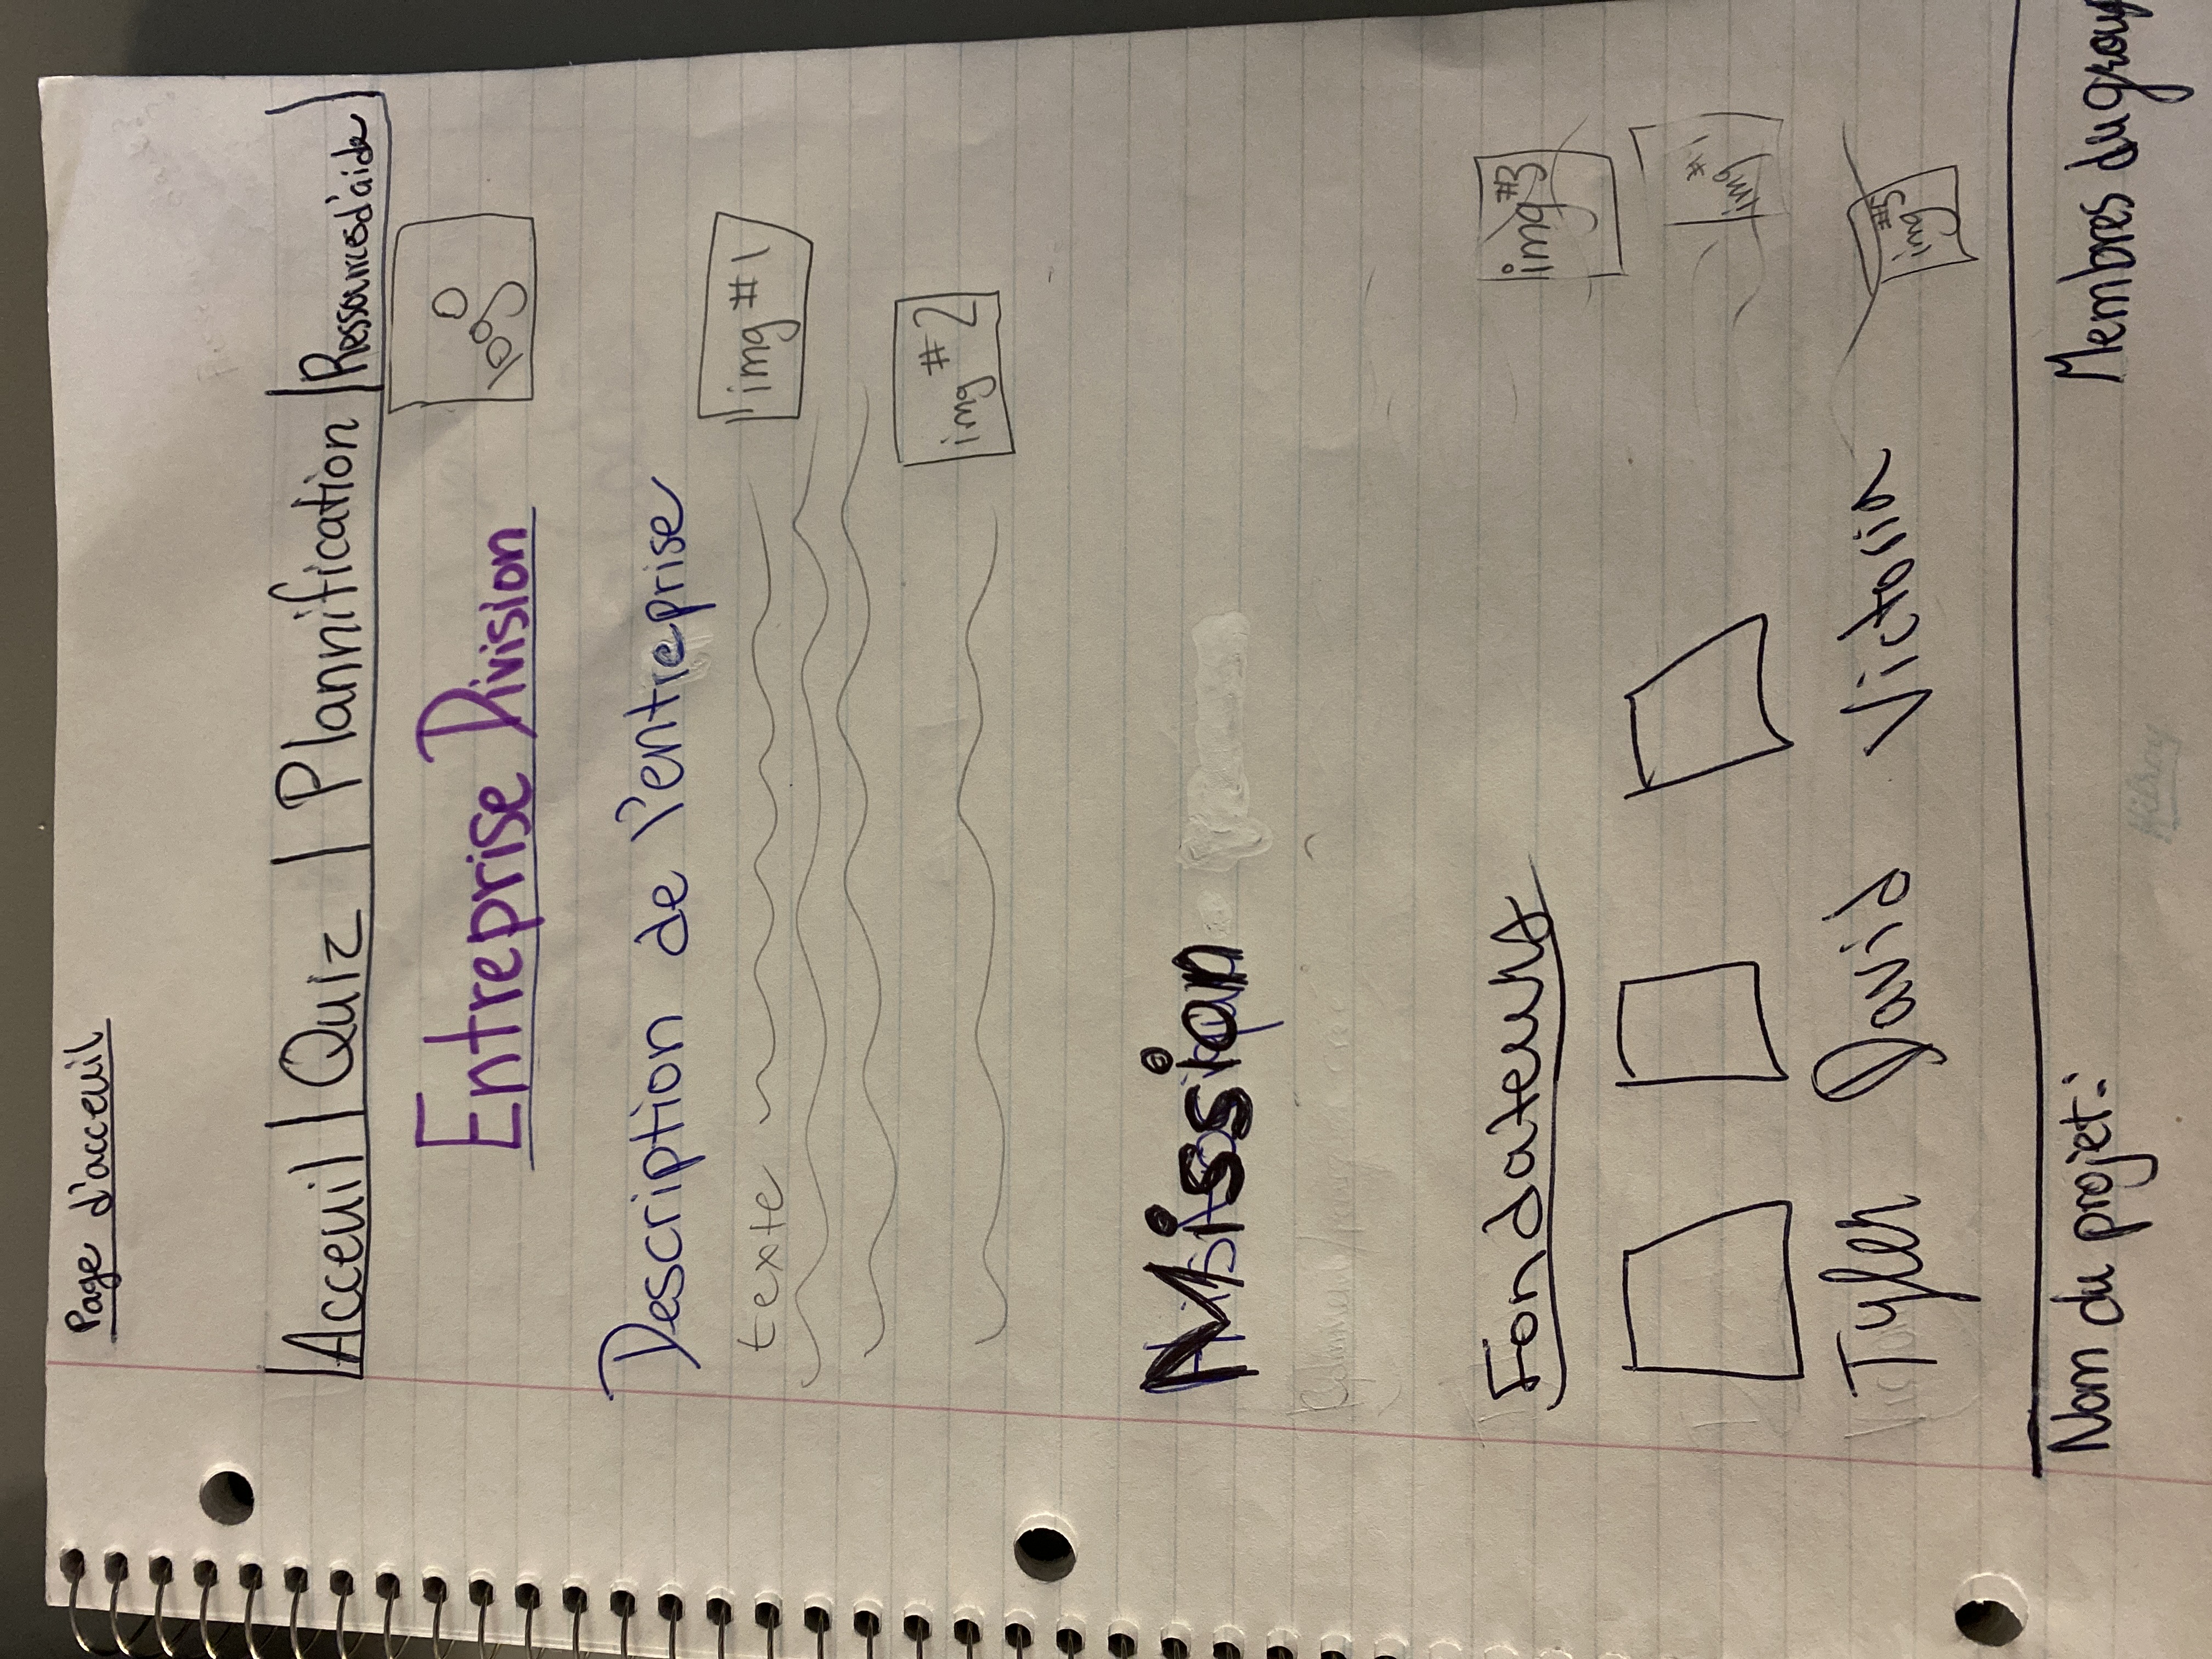 Page d'acceuil
Acceuil | Quiz | Plannification | Ressources d'aide
Entreprise Division
logo
Description de l'entreprise
texte
img #1
img #2
Mission
Fondateurs
img #3
img #
Tyler David Victoria
img #5
Nom du projet:
Membres du group
Hilroy